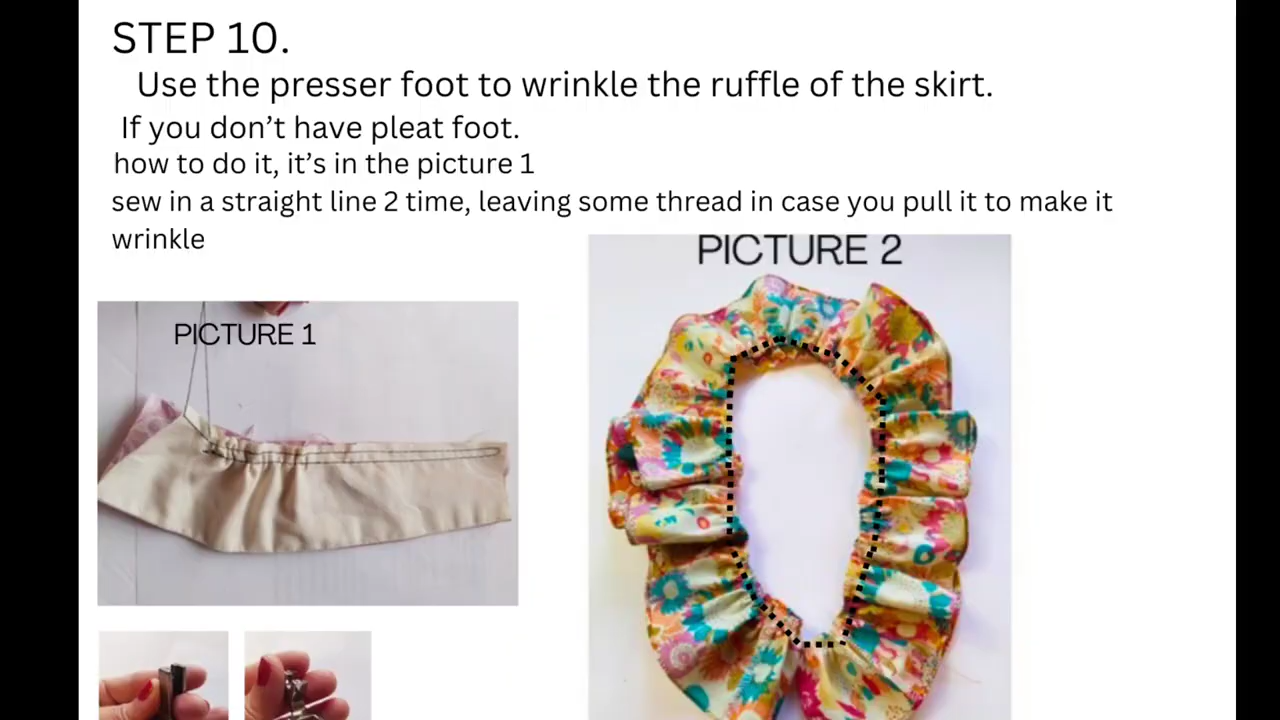 STEP 10.
Use the presser foot to wrinkle the ruffle of the skirt.
If you don't have pleat foot.
how to do it, it's in the picture 1
sew in a straight line 2 time, leaving some thread in case you pull it to make it
wrinkle
PICTURE 2
PICTURE 1